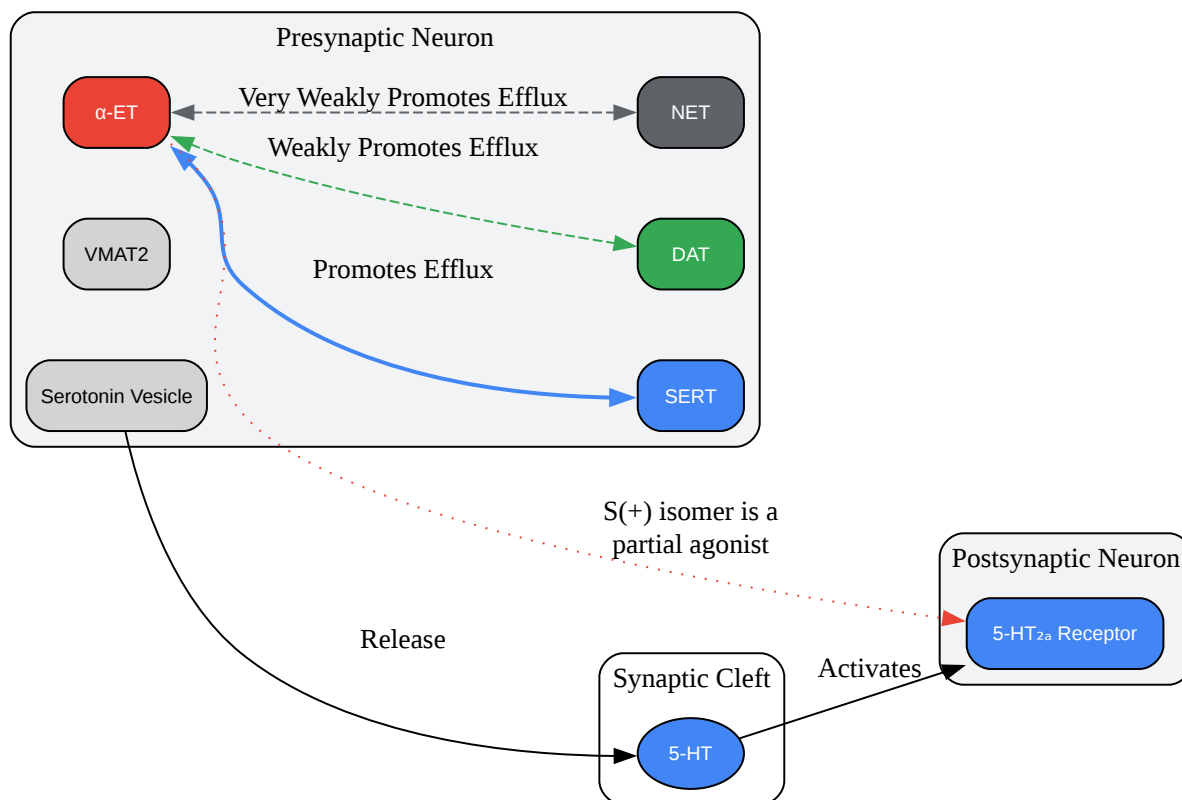 Presynaptic Neuron
α-ET
Very Weakly Promotes Efflux
NET
Weakly Promotes Efflux
VMAT2
Promotes Efflux
DAT
Serotonin Vesicle
SERT
S(+) isomer is a
partial agonist
Postsynaptic Neuron
5-HT₂ₐ Receptor
Release
Activates
Synaptic Cleft
5-HT